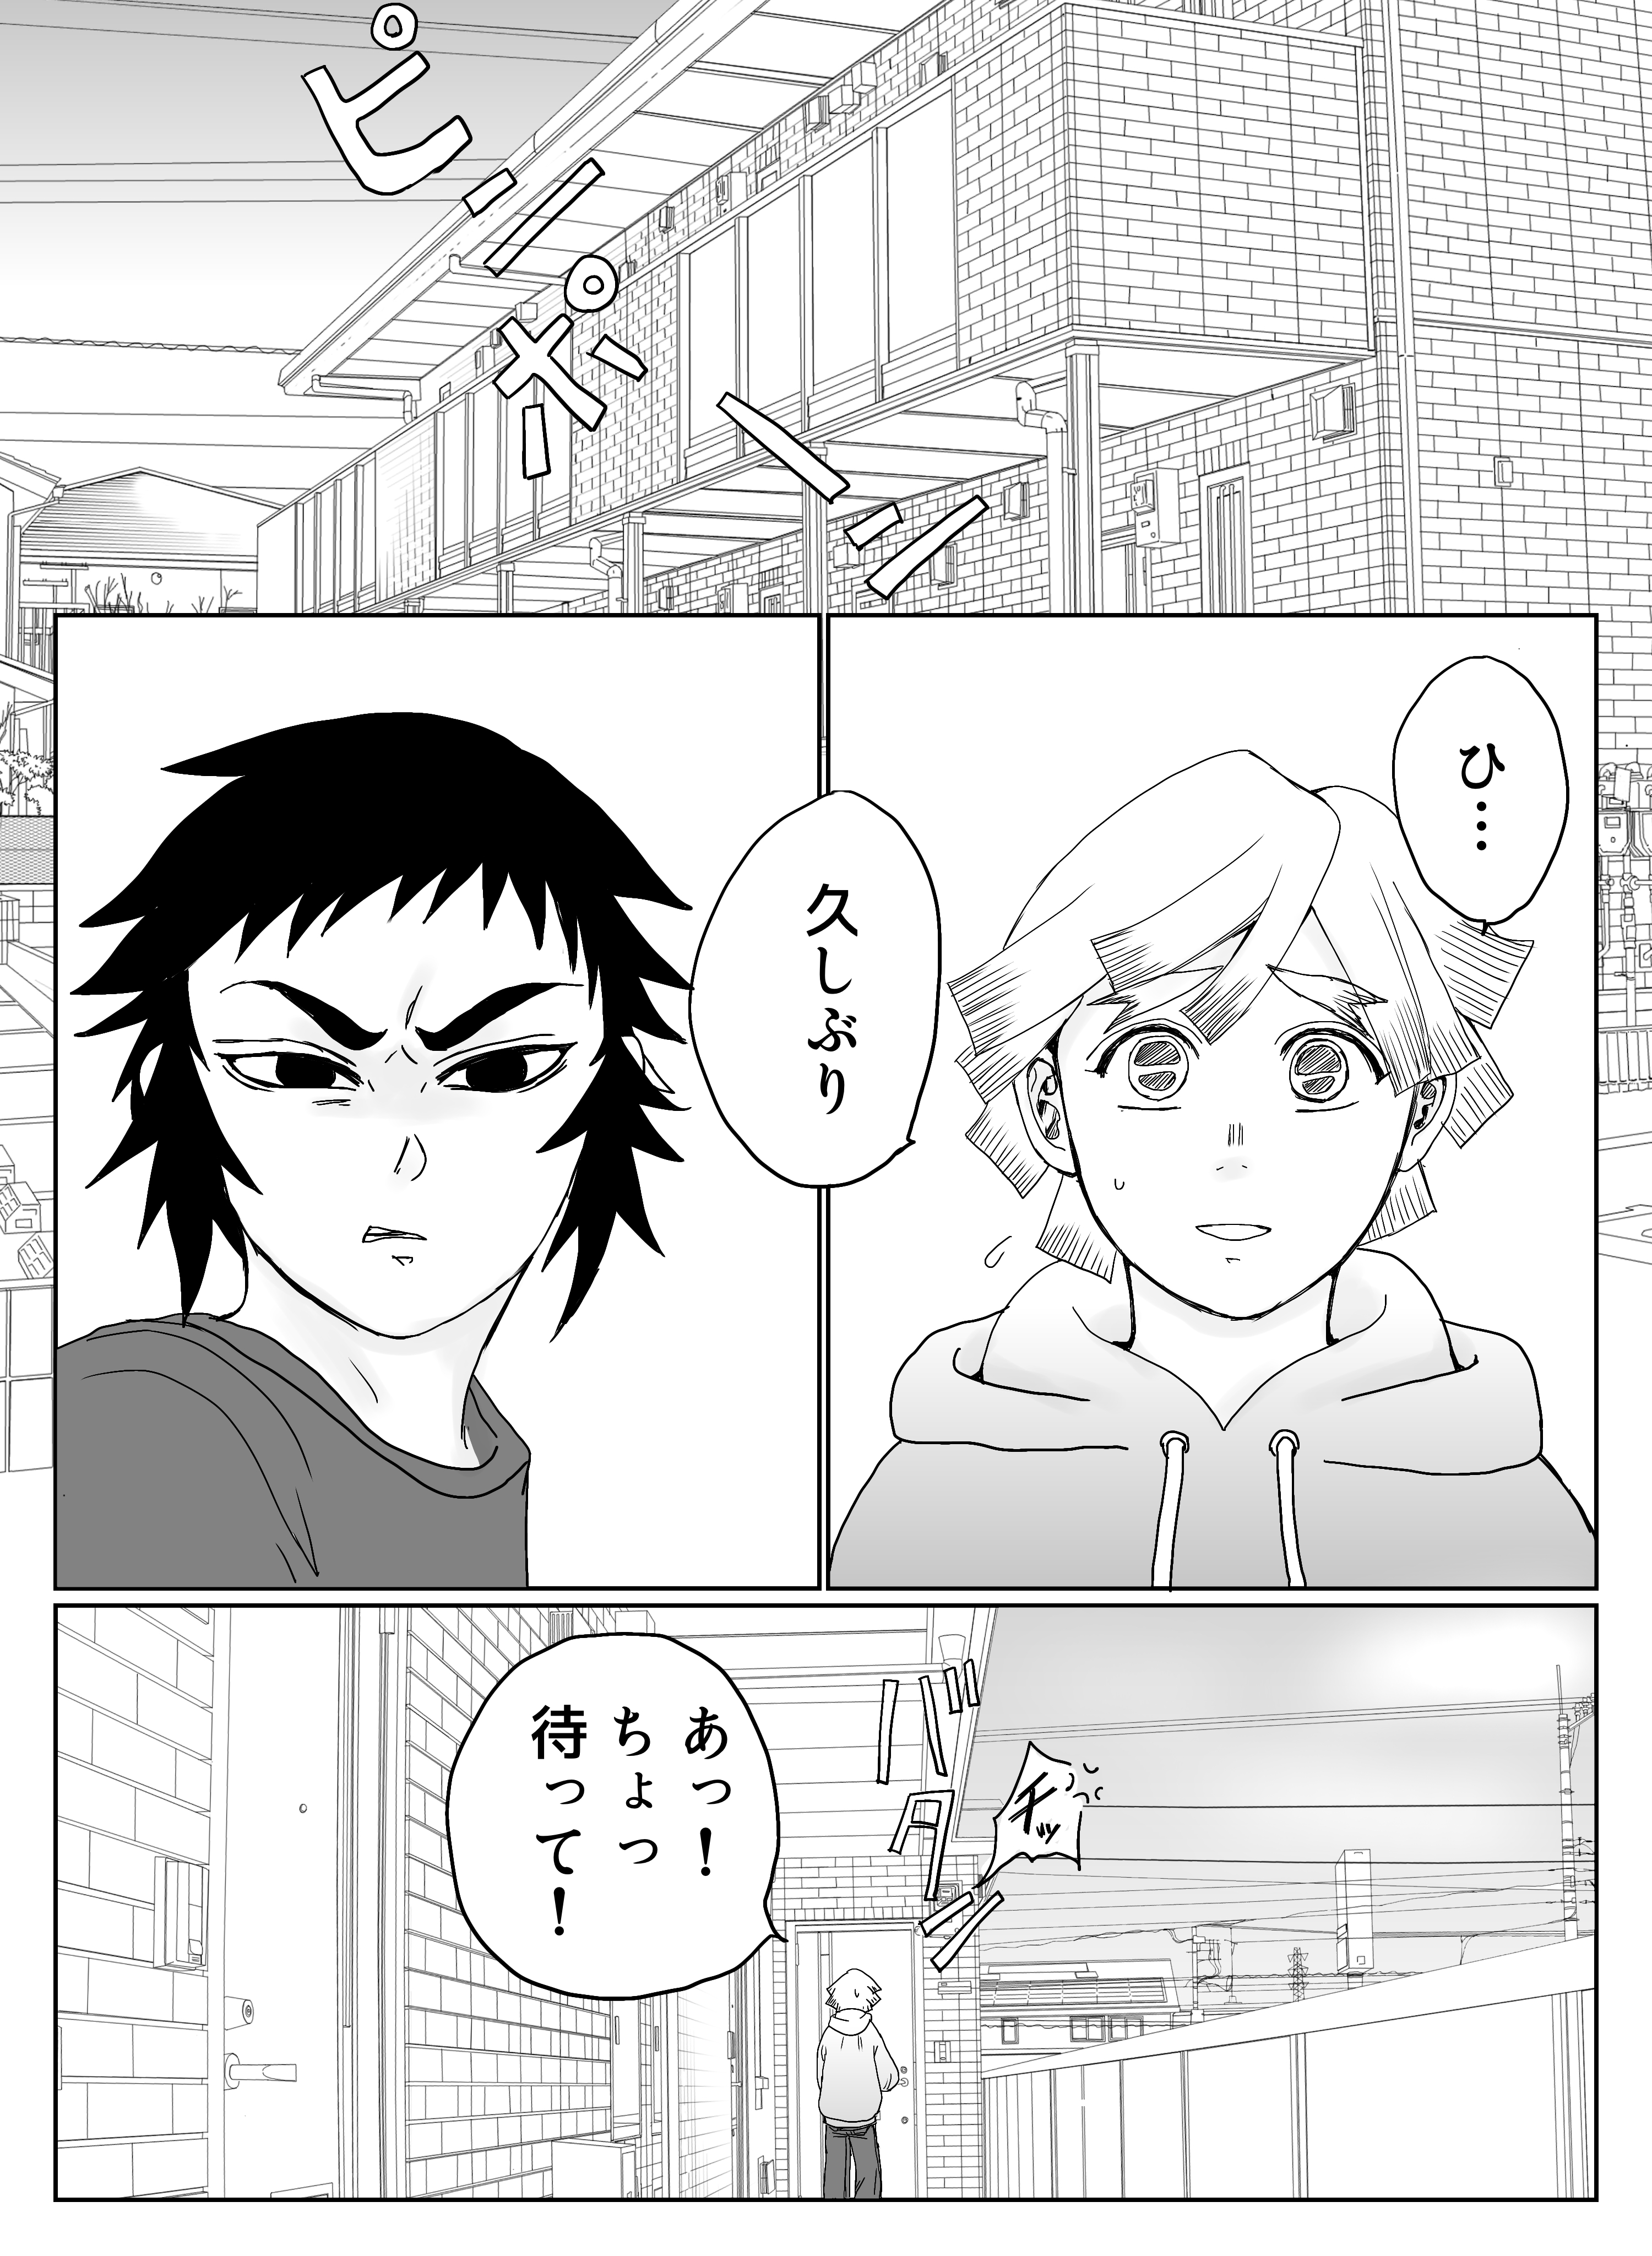 ピーンポーン
ひ…
久しぶり
バタン
チッ
あっ！
ちょっ
待って！